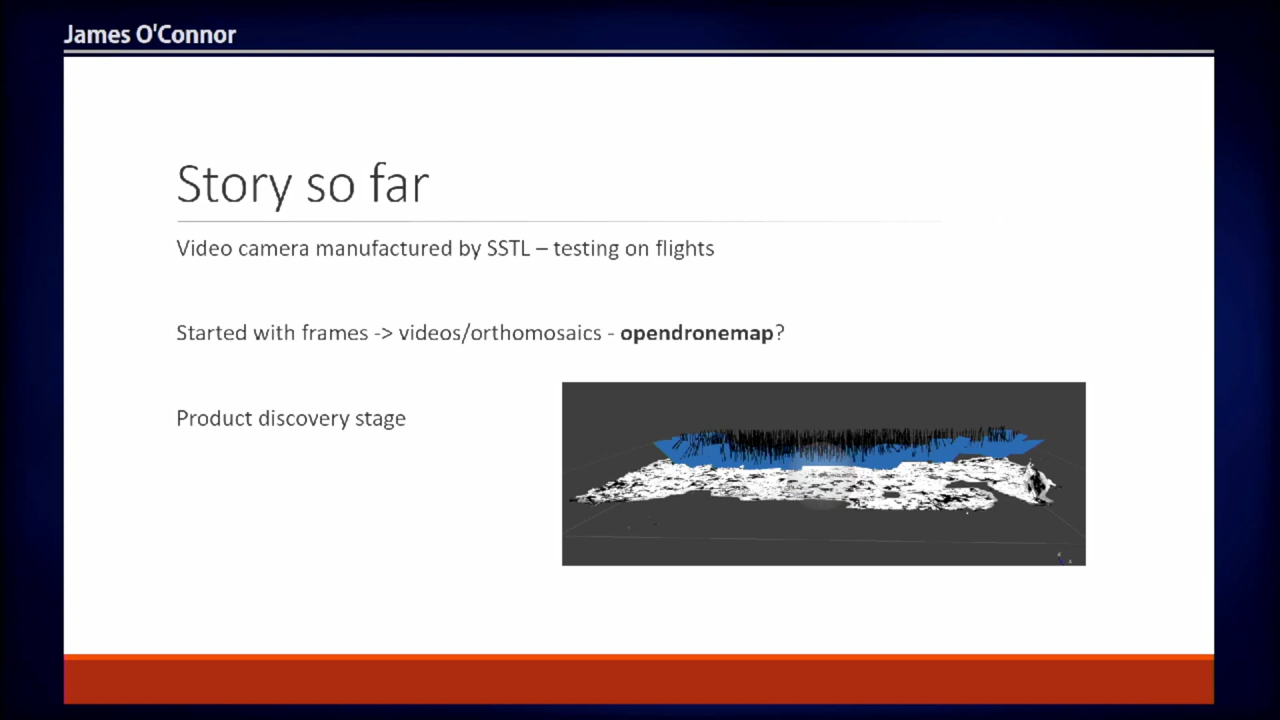 James O'Connor
Story so far
Video camera manufactured by SSTL – testing on flights
Started with frames -> videos/orthomosaics - opendronemap?
Product discovery stage